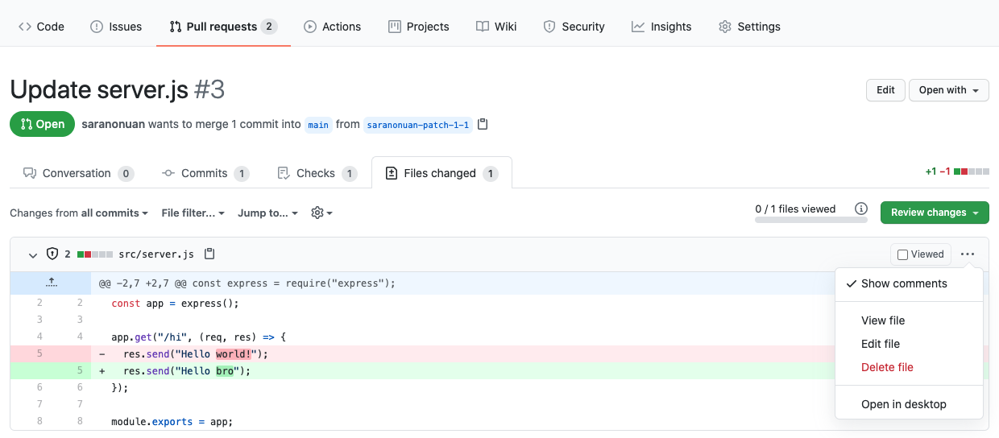 Code Issues Pull requests 2 Actions Projects Wiki Security Insights Settings
Update server.js #3
Edit Open with
Open saranonuan wants to merge 1 commit into main from saranonuan-patch-1-1
Conversation 0 Commits 1 Checks 1 Files changed 1
+1 −1
Changes from all commits File filter... Jump to...
0 / 1 files viewed
Review changes
2 src/server.js
Viewed
@@ -2,7 +2,7 @@ const express = require("express");
2 2 const app = express();
3 3
4 4 app.get("/hi", (req, res) => {
5 - res.send("Hello world!");
5 + res.send("Hello bro");
6 6 });
7 7
8 8 module.exports = app;
Show comments
View file
Edit file
Delete file
Open in desktop